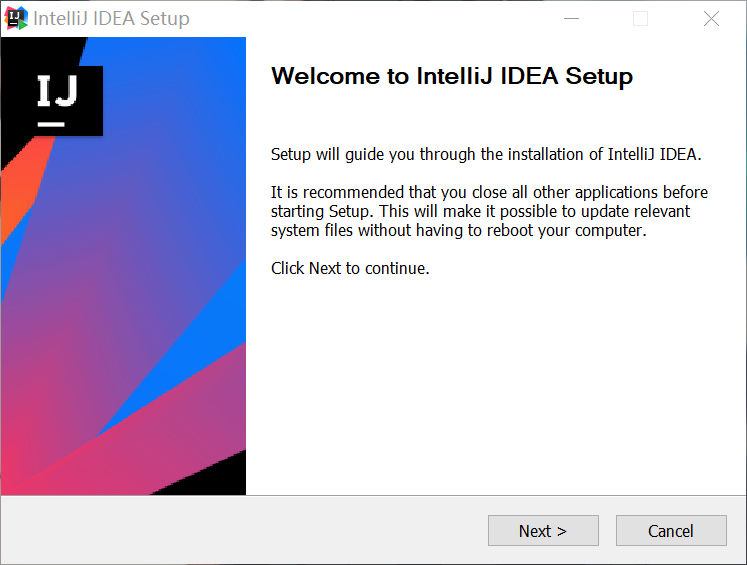 IntelliJ IDEA Setup
IJ
Welcome to IntelliJ IDEA Setup
Setup will guide you through the installation of IntelliJ IDEA.
It is recommended that you close all other applications before
starting Setup. This will make it possible to update relevant
system files without having to reboot your computer.
Click Next to continue.
Next >
Cancel